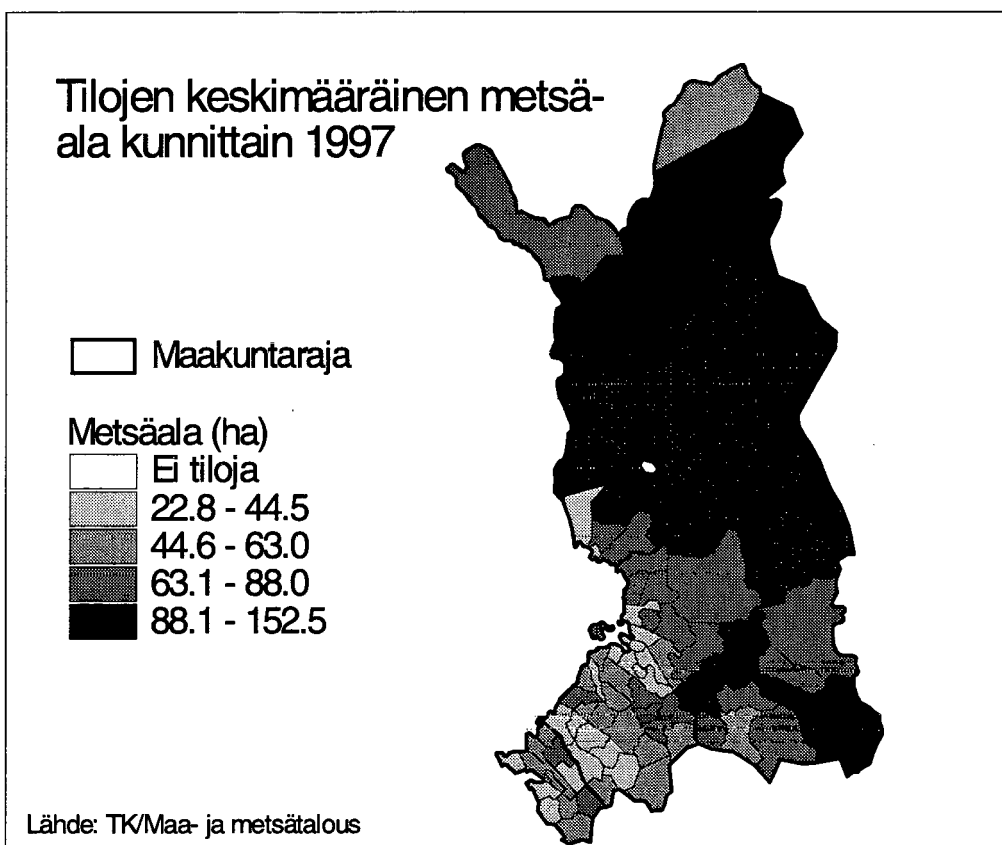 Tilojen keskimääräinen metsä-
ala kunnittain 1997
Maakuntaraja
Metsäala (ha)
Ei tiloja
22.8 - 44.5
44.6 - 63.0
63.1 - 88.0
88.1 - 152.5
Lähde: TK/Maa- ja metsätalous